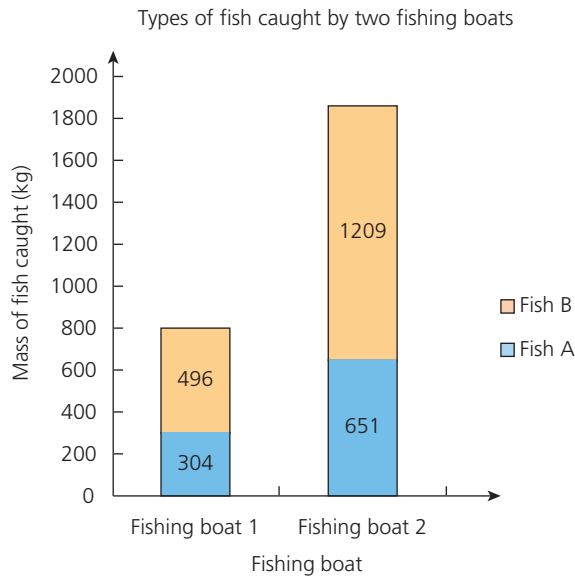 Types of fish caught by two fishing boats
Mass of fish caught (kg)
2000
1800
1600
1400
1200
1000
800
600
400
200
0
496
304
1209
651
Fish B
Fish A
Fishing boat 1
Fishing boat 2
Fishing boat